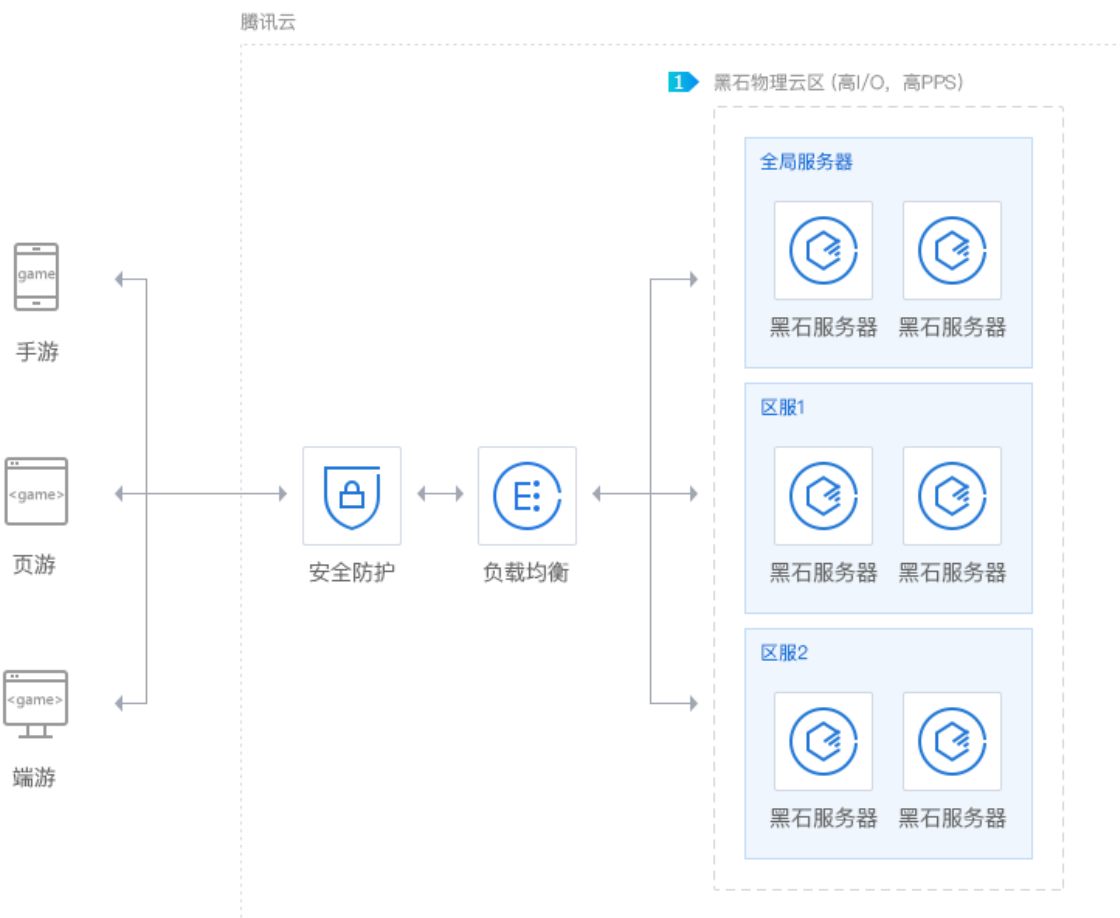 腾讯云
1 黑石物理云区 (高I/O，高PPS)
全局服务器
黑石服务器 黑石服务器
game
手游
区服1
黑石服务器 黑石服务器
<game>
页游
安全防护
负载均衡
区服2
黑石服务器 黑石服务器
<game>
端游